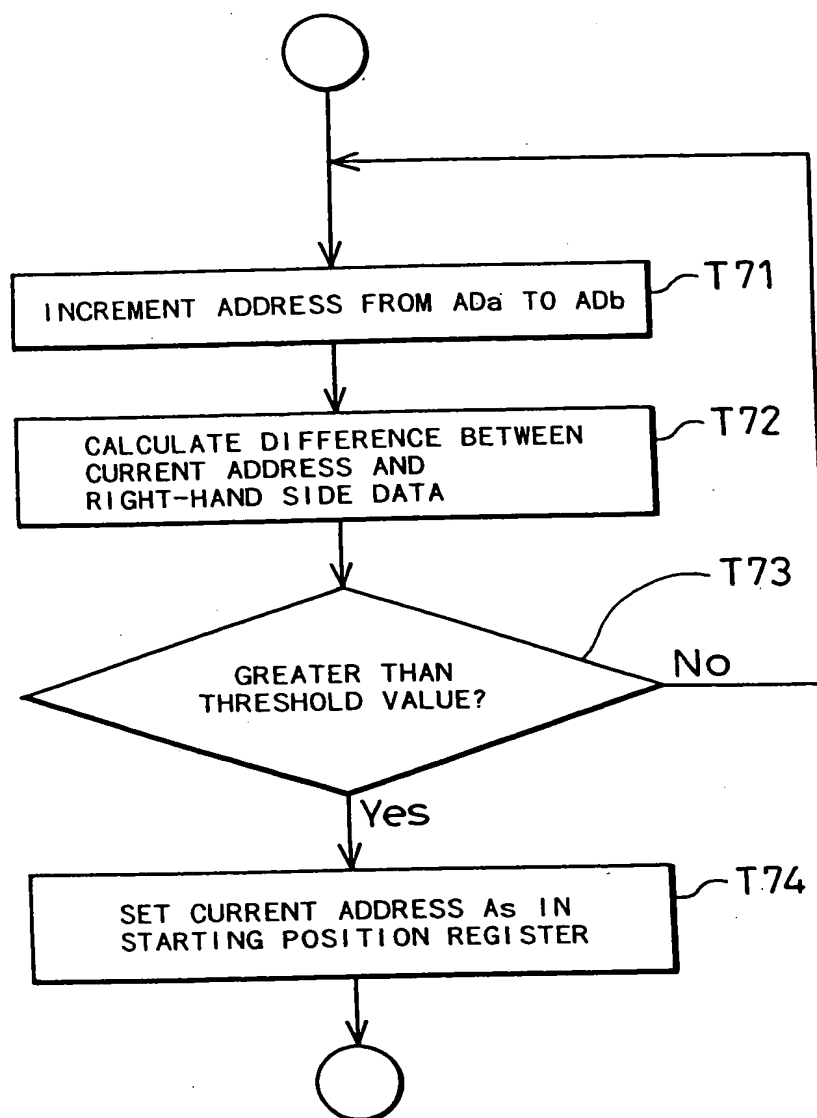 INCREMENT ADDRESS FROM ADa TO ADb
T71
CALCULATE DIFFERENCE BETWEEN
CURRENT ADDRESS AND
RIGHT-HAND SIDE DATA
T72
GREATER THAN
THRESHOLD VALUE?
T73
No
Yes
SET CURRENT ADDRESS As IN
STARTING POSITION REGISTER
T74